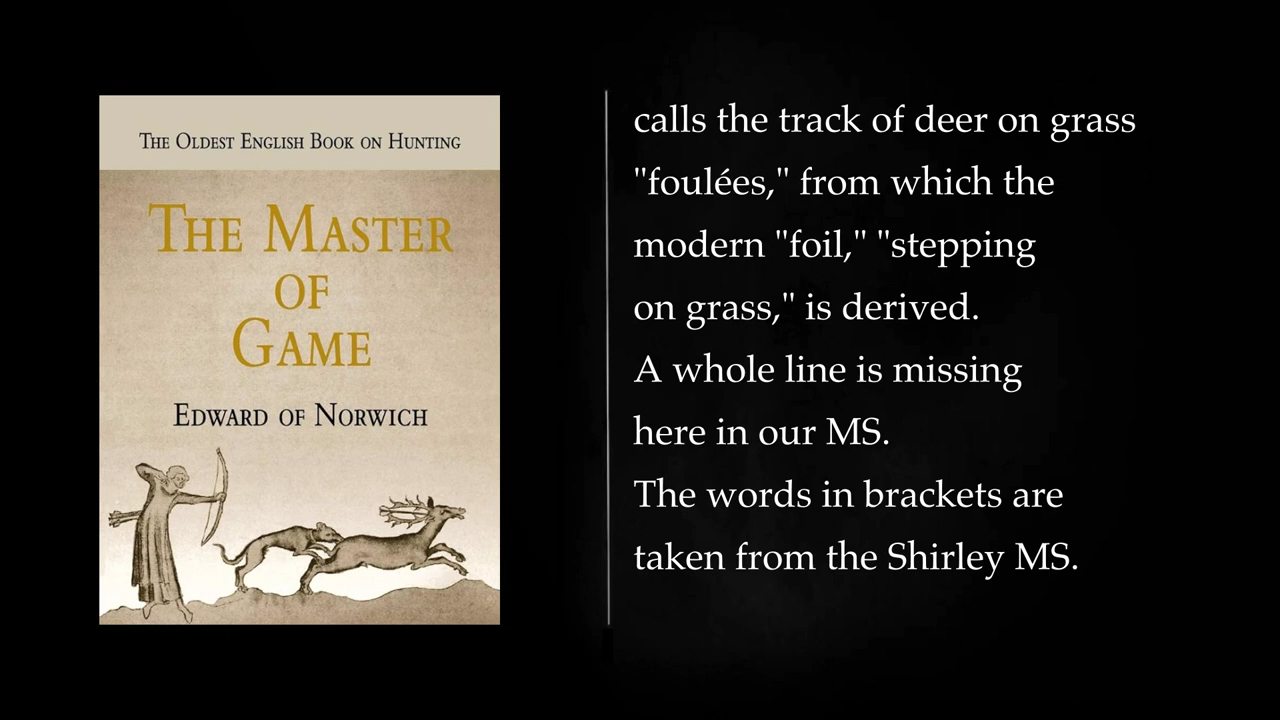 The Oldest English Book on Hunting
The Master
of
Game
Edward of Norwich
calls the track of deer on grass
"foulées," from which the
modern "foil," "stepping
on grass," is derived.
A whole line is missing
here in our MS.
The words in brackets are
taken from the Shirley MS.